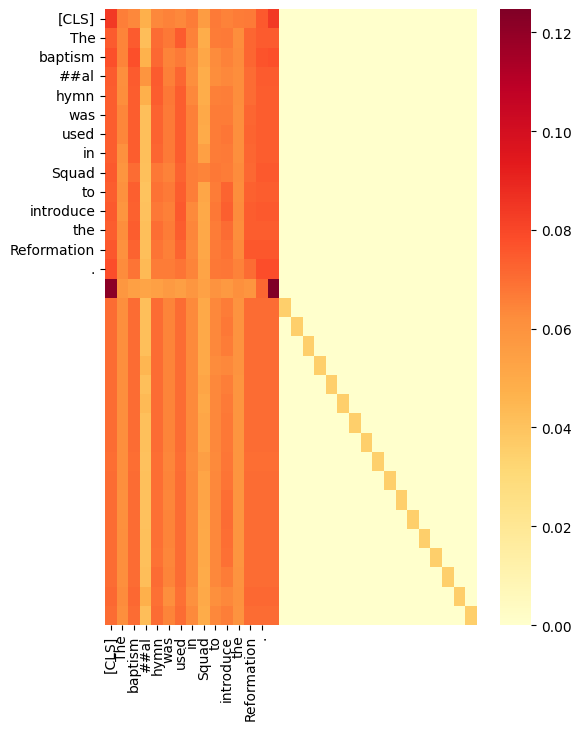 [CLS]
The
baptism
##al
hymn
was
used
in
Squad
to
introduce
the
Reformation
.
[CLS]
The
baptism
##al
hymn
was
used
in
Squad
to
introduce
the
Reformation
.
0.12
0.10
0.08
0.06
0.04
0.02
0.00